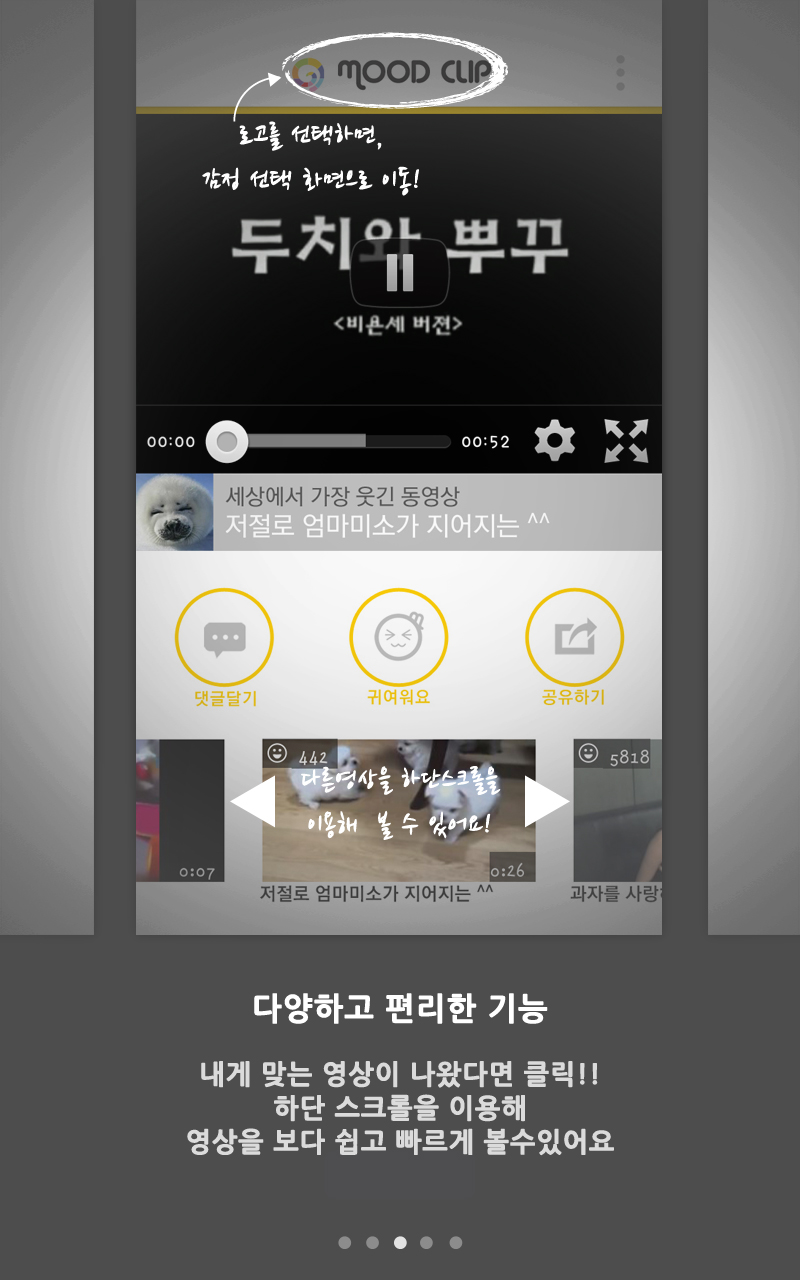 MOOD CLIP
로고를 선택하면,
감정 선택 화면으로 이동!
두치와 뿌꾸
<비욘세 버젼>
00:00
00:52
세상에서 가장 웃긴 동영상
저절로 엄마미소가 지어지는 ^^
댓글달기
귀여워요
공유하기
442
5818
다른영상을 하단스크롤을
이용해 볼 수 있어요!
0:07
0:26
저절로 엄마미소가 지어지는 ^^
과자를 사랑
다양하고 편리한 기능
내게 맞는 영상이 나왔다면 클릭!!
하단 스크롤을 이용해
영상을 보다 쉽고 빠르게 볼수있어요